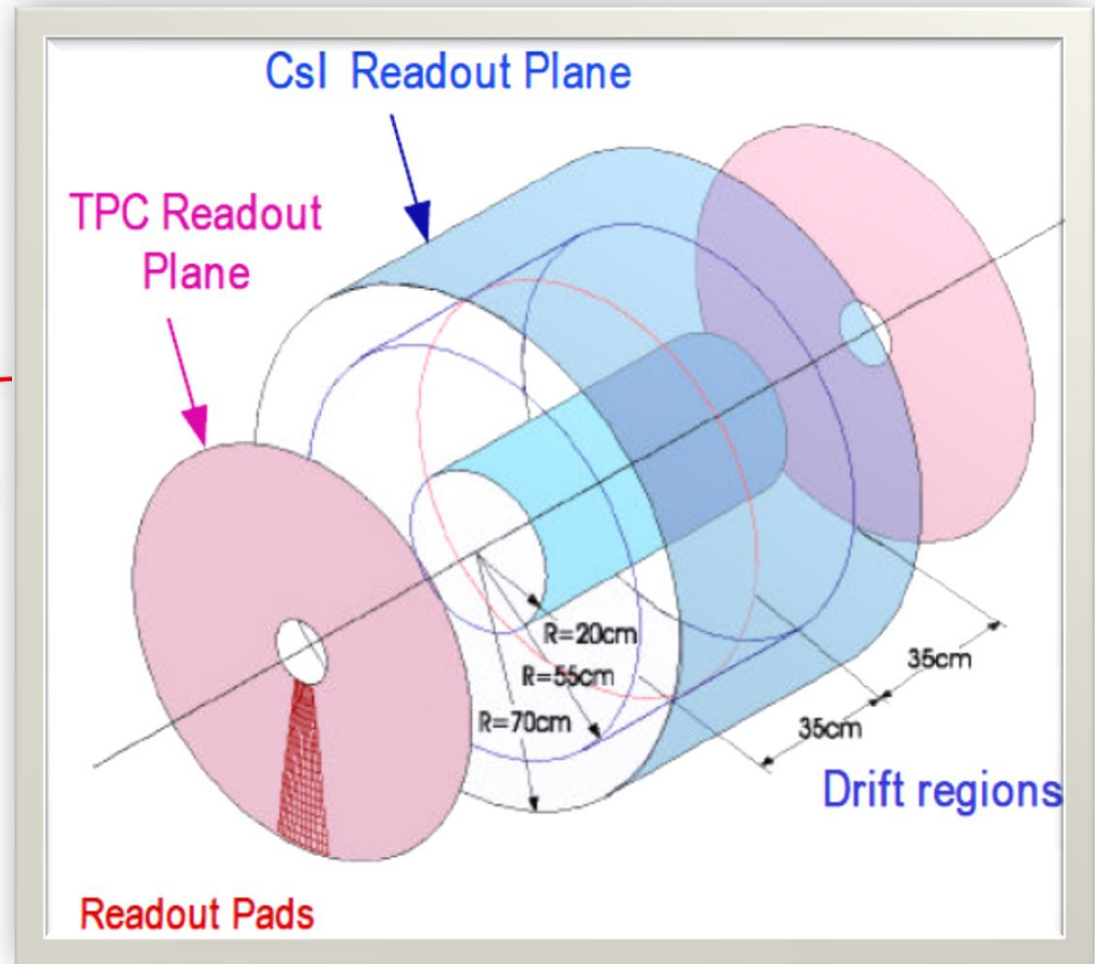 CsI Readout Plane
TPC Readout
Plane
R=20cm
R=55cm
R=70cm
35cm
35cm
Drift regions
Readout Pads